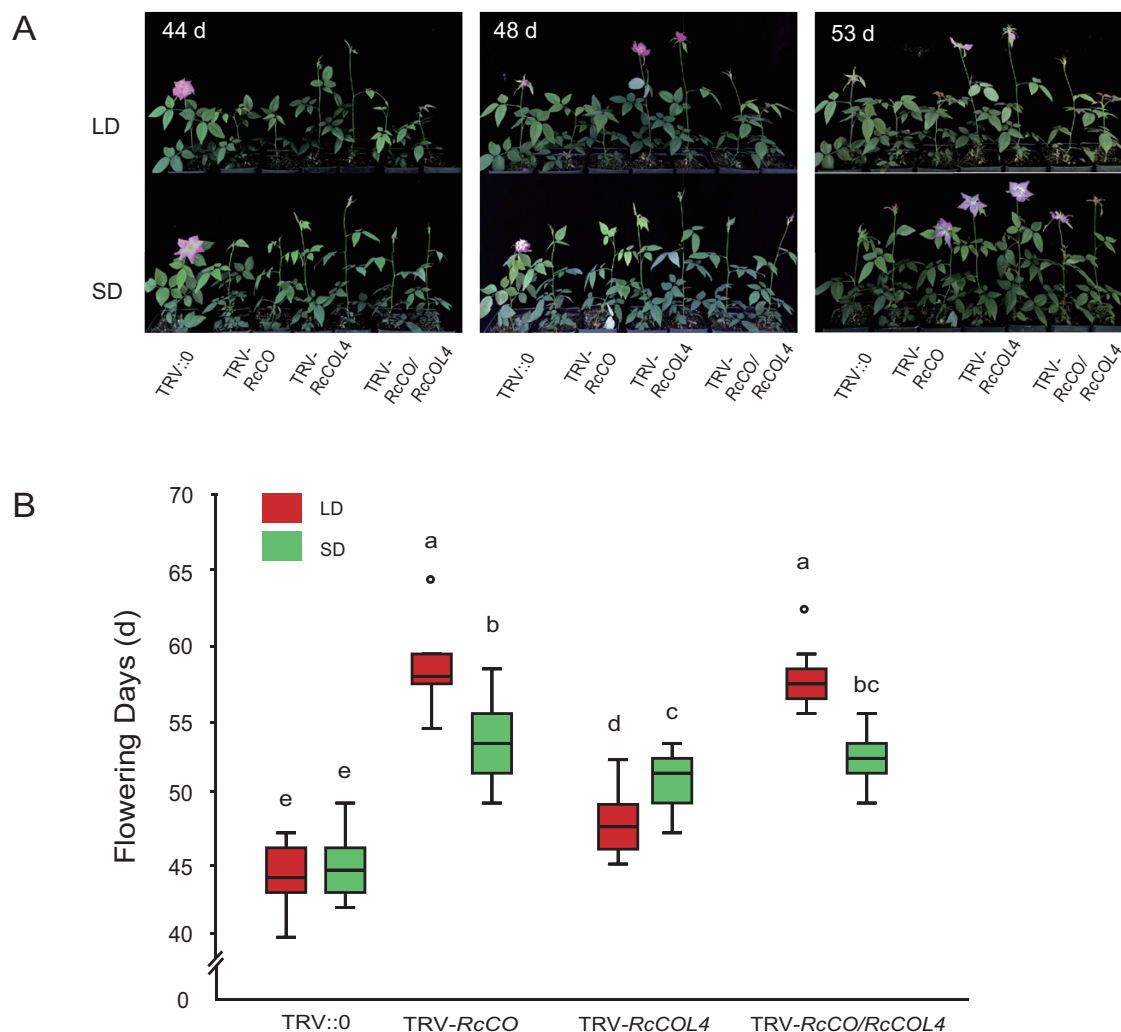 A
44 d
48 d
53 d
LD
SD
TRV::0
TRV-
RcCO
TRV-
RcCOL4
TRV-
RcCO/
RcCOL4
TRV::0
TRV-
RcCO
TRV-
RcCOL4
TRV-
RcCO/
RcCOL4
TRV::0
TRV-
RcCO
TRV-
RcCOL4
TRV-
RcCO/
RcCOL4
B
Flowering Days (d)
70
65
60
55
50
45
40
0
LD
SD
e
e
a
b
d
c
a
bc
TRV::0
TRV-RcCO
TRV-RcCOL4
TRV-RcCO/RcCOL4